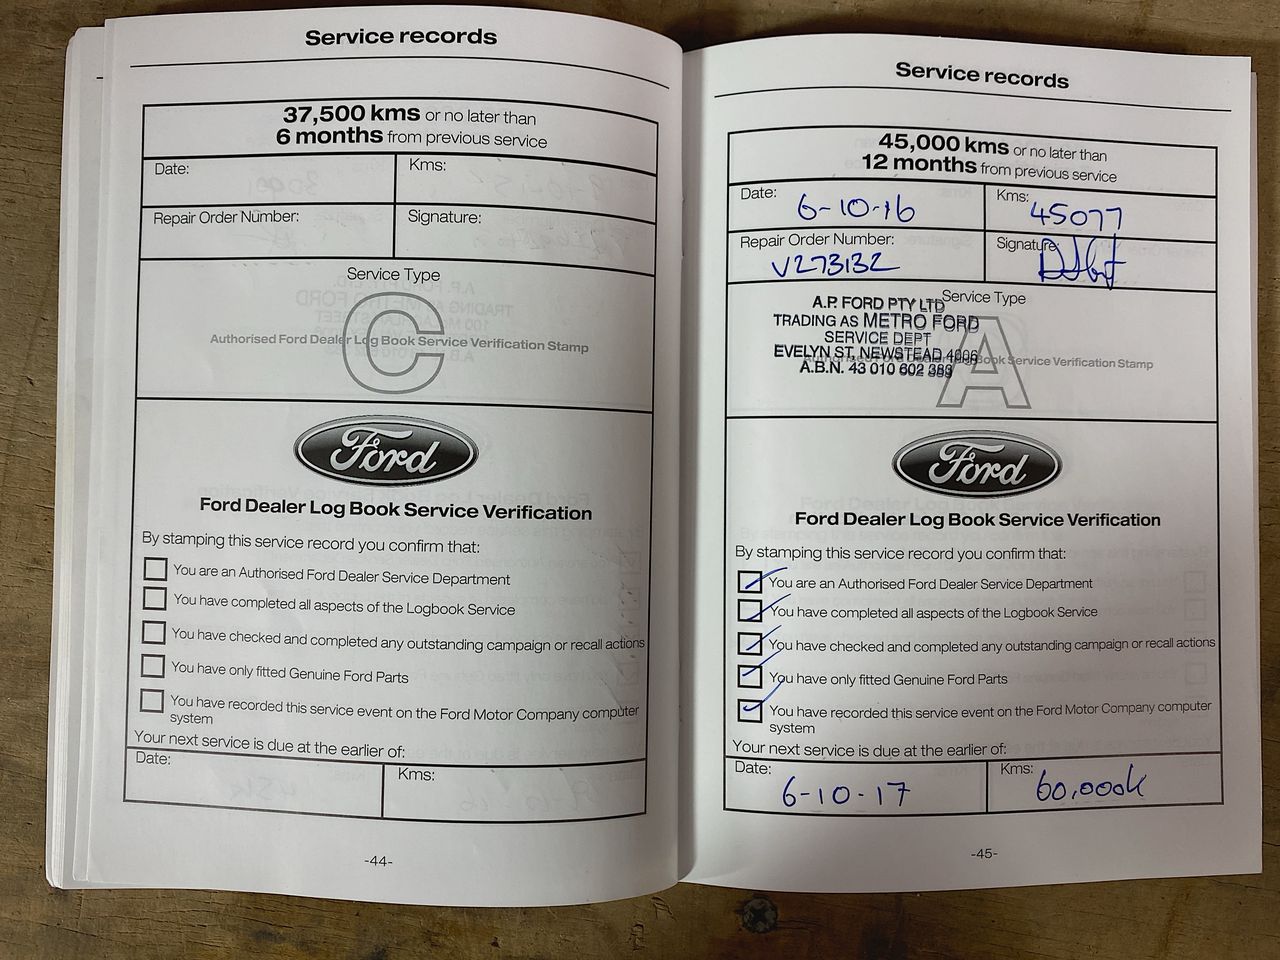 Service records
37,500 kms or no later than
6 months from previous service
Date:
Kms:
Repair Order Number:
Signature:
Service Type
C
Authorised Ford Dealer Log Book Service Verification Stamp
Ford
Ford Dealer Log Book Service Verification
By stamping this service record you confirm that:
You are an Authorised Ford Dealer Service Department
You have completed all aspects of the Logbook Service
You have checked and completed any outstanding campaign or recall actions
You have only fitted Genuine Ford Parts
You have recorded this service event on the Ford Motor Company computer
system
Your next service is due at the earlier of:
Date:
Kms:
-44-
Service records
45,000 kms or no later than
12 months from previous service
Date: 6-10-16
Kms: 45077
Repair Order Number:
V273132
Signature:
Service Type
A.P. FORD PTY LTD
TRADING AS METRO FORD
SERVICE DEPT
EVELYN ST, NEWSTEAD 4006
A.B.N. 43 010 602 383
A
Authorised Ford Dealer Log Book Service Verification Stamp
Ford
Ford Dealer Log Book Service Verification
By stamping this service record you confirm that:
You are an Authorised Ford Dealer Service Department
You have completed all aspects of the Logbook Service
You have checked and completed any outstanding campaign or recall actions
You have only fitted Genuine Ford Parts
You have recorded this service event on the Ford Motor Company computer
system
Your next service is due at the earlier of:
Date: 6-10-17
Kms: 60,000k
-45-